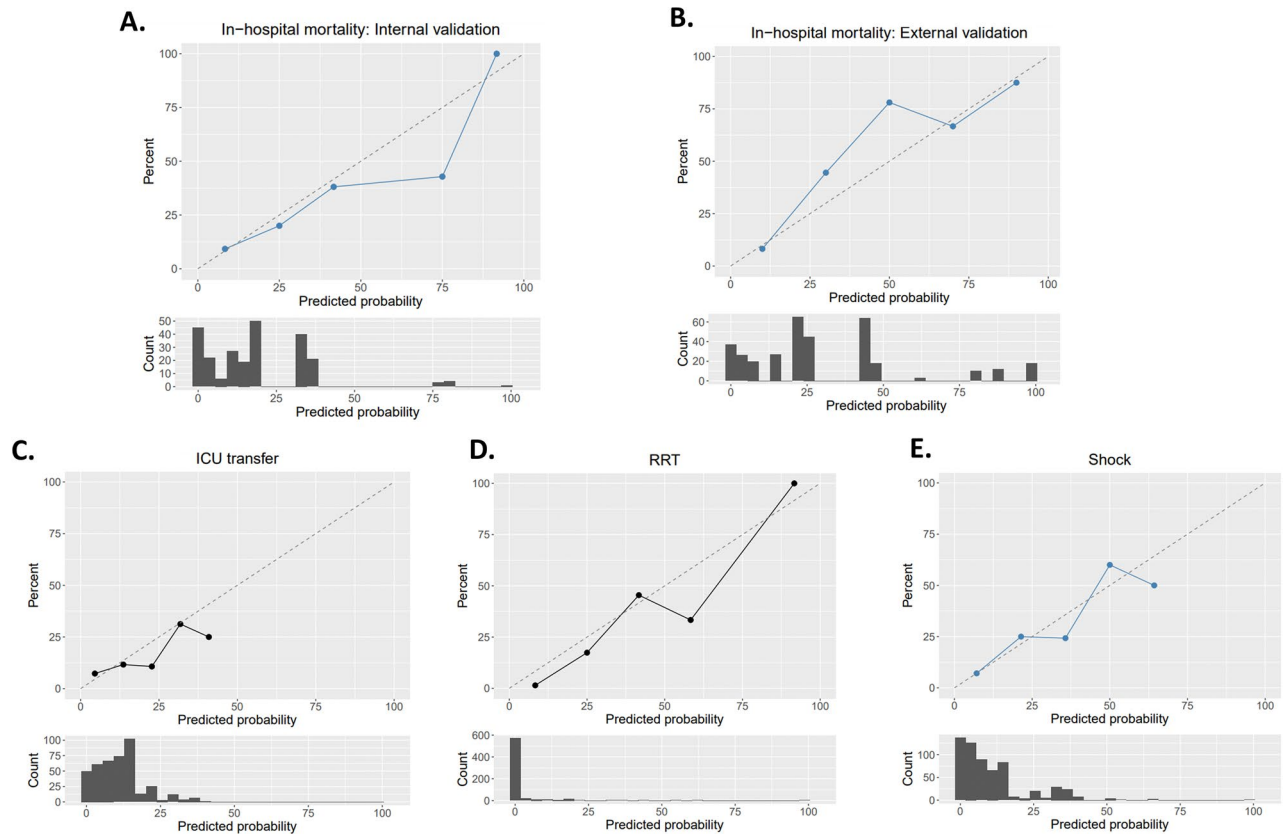 A.
In-hospital mortality: Internal validation
100
75
50
25
0
Percent
0 25 50 75 100
Predicted probability
50
40
30
20
10
0
Count
0 25 50 75 100
Predicted probability
B.
In-hospital mortality: External validation
100
75
50
25
0
Percent
0 25 50 75 100
Predicted probability
60
40
20
0
Count
0 25 50 75 100
Predicted probability
C.
ICU transfer
100
75
50
25
0
Percent
0 25 50 75 100
Predicted probability
100
75
50
25
0
Count
0 25 50 75 100
Predicted probability
D.
RRT
100
75
50
25
0
Percent
0 25 50 75 100
Predicted probability
600
400
200
0
Count
0 25 50 75 100
Predicted probability
E.
Shock
100
75
50
25
0
Percent
0 25 50 75 100
Predicted probability
100
50
0
Count
0 25 50 75 100
Predicted probability